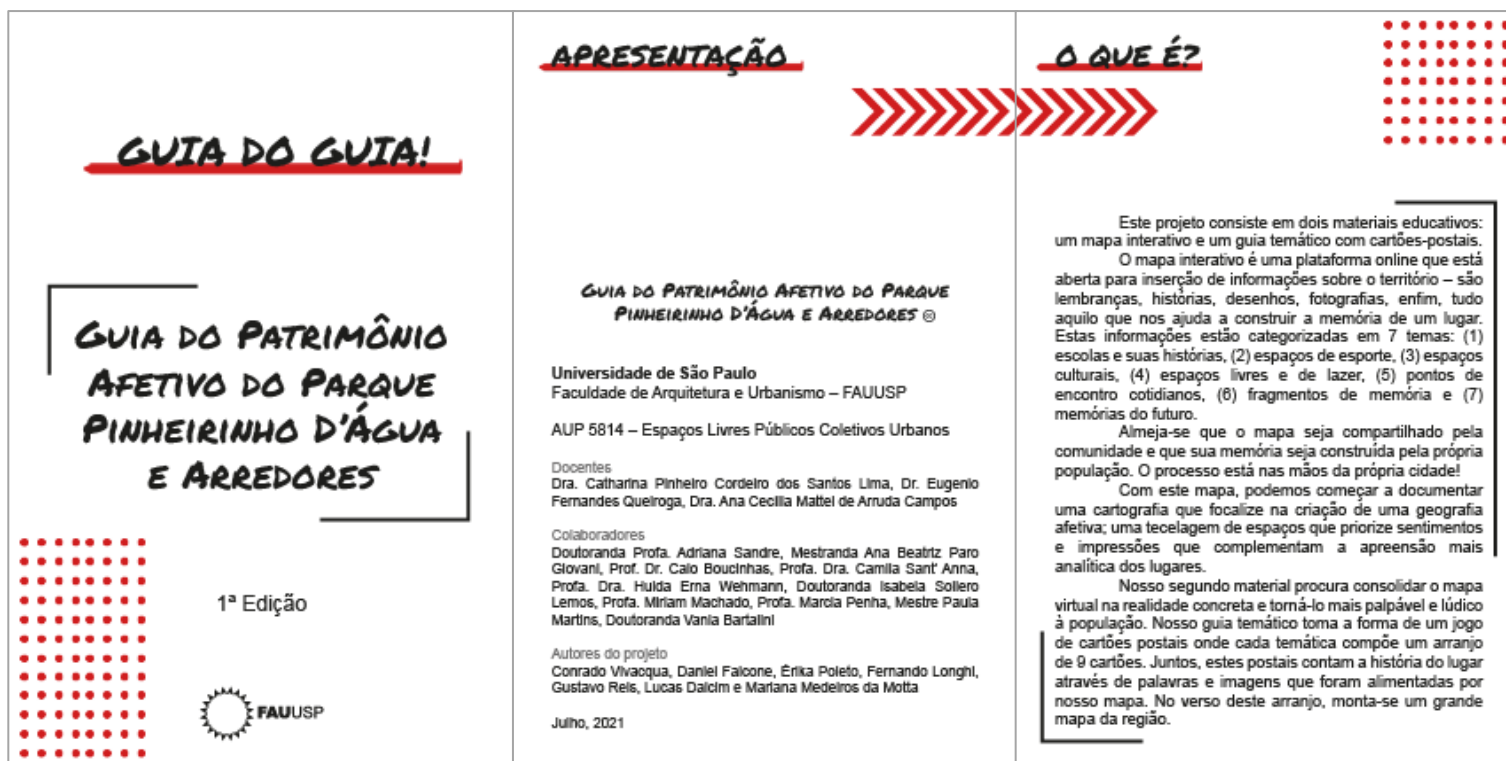 GUIA DO GUIA!
GUIA DO PATRIMÔNIO
AFETIVO DO PARQUE
PINHEIRINHO D'ÁGUA
E ARREDORES
1ª Edição
FAUUSP
APRESENTAÇÃO
GUIA DO PATRIMÔNIO AFETIVO DO PARQUE
PINHEIRINHO D'ÁGUA E ARREDORES
Universidade de São Paulo
Faculdade de Arquitetura e Urbanismo – FAUUSP
AUP 5814 – Espaços Livres Públicos Coletivos Urbanos
Docentes
Dra. Catharina Pinheiro Cordeiro dos Santos Lima, Dr. Eugenio
Fernandes Queiroga, Dra. Ana Cecilia Mattei de Arruda Campos
Colaboradores
Doutoranda Profa. Adriana Sandre, Mestranda Ana Beatriz Paro
Giovani, Prof. Dr. Caio Boucinhas, Profa. Dra. Camila Sant' Anna,
Profa. Dra. Hulda Erna Wehmann, Doutoranda Isabela Sollero
Lemos, Profa. Miriam Machado, Profa. Marcia Penha, Mestre Paula
Martins, Doutoranda Vania Bartalini
Autores do projeto
Conrado Vivacqua, Daniel Falcone, Érika Poleto, Fernando Longhi,
Gustavo Reis, Lucas Dalcim e Mariana Medeiros da Motta
Julho, 2021
O QUE É?
Este projeto consiste em dois materiais educativos:
um mapa interativo e um guia temático com cartões-postais.
O mapa interativo é uma plataforma online que está
aberta para inserção de informações sobre o território – são
lembranças, histórias, desenhos, fotografias, enfim, tudo
aquilo que nos ajuda a construir a memória de um lugar.
Estas informações estão categorizadas em 7 temas: (1)
escolas e suas histórias, (2) espaços de esporte, (3) espaços
culturais, (4) espaços livres e de lazer, (5) pontos de
encontro cotidianos, (6) fragmentos de memória e (7)
memórias do futuro.
Almeja-se que o mapa seja compartilhado pela
comunidade e que sua memória seja construída pela própria
população. O processo está nas mãos da própria cidade!
Com este mapa, podemos começar a documentar
uma cartografia que focalize na criação de uma geografia
afetiva; uma tecelagem de espaços que priorize sentimentos
e impressões que complementam a apreensão mais
analítica dos lugares.
Nosso segundo material procura consolidar o mapa
virtual na realidade concreta e torná-lo mais palpável e lúdico
à população. Nosso guia temático toma a forma de um jogo
de cartões postais onde cada temática compõe um arranjo
de 9 cartões. Juntos, estes postais contam a história do lugar
através de palavras e imagens que foram alimentadas por
nosso mapa. No verso deste arranjo, monta-se um grande
mapa da região.